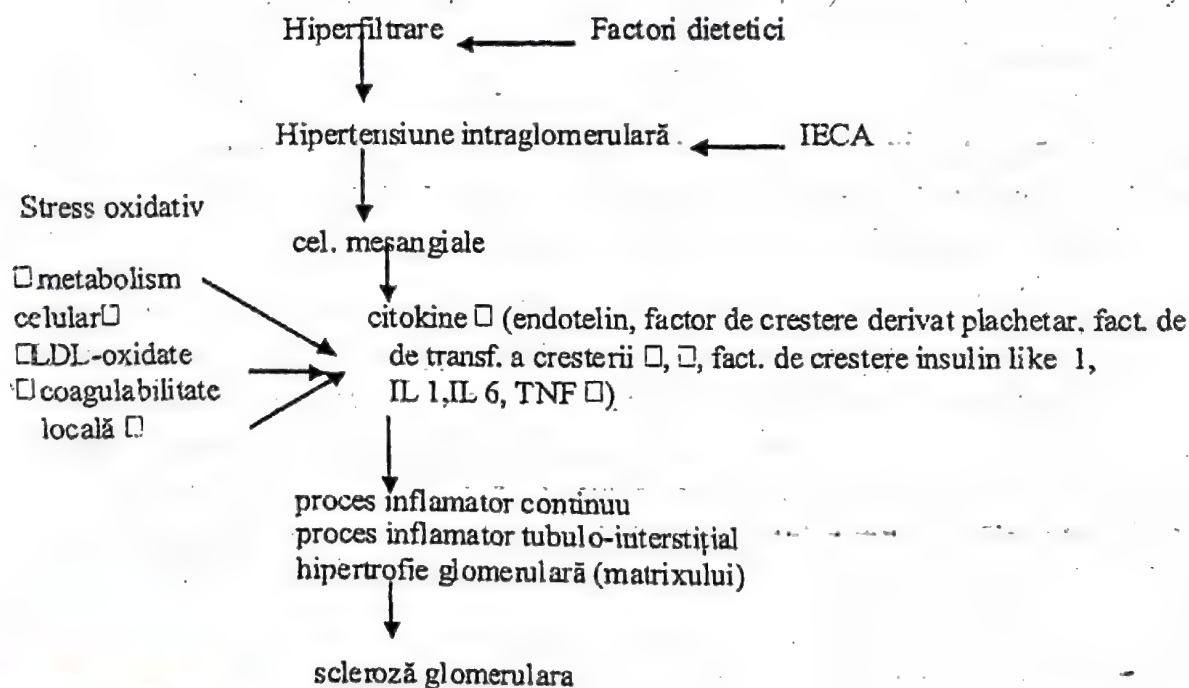 Hiperfiltrare Factori dietetici
Hipertensiune intraglomerulară IECA
Stress oxidativ
cel. mesangiale
□ metabolism
celular□
□LDL-oxidate
□ coagulabilitate
locală □
citokine □ (endotelin, factor de crestere derivat plachetar, fact. de
de transf. a cresterii □, □, fact. de crestere insulin like 1,
IL 1,IL 6, TNF □)
proces inflamator continuu
proces inflamator tubulo-interstițial
hipertrofie glomerulară (matrixului)
scleroză glomerulara